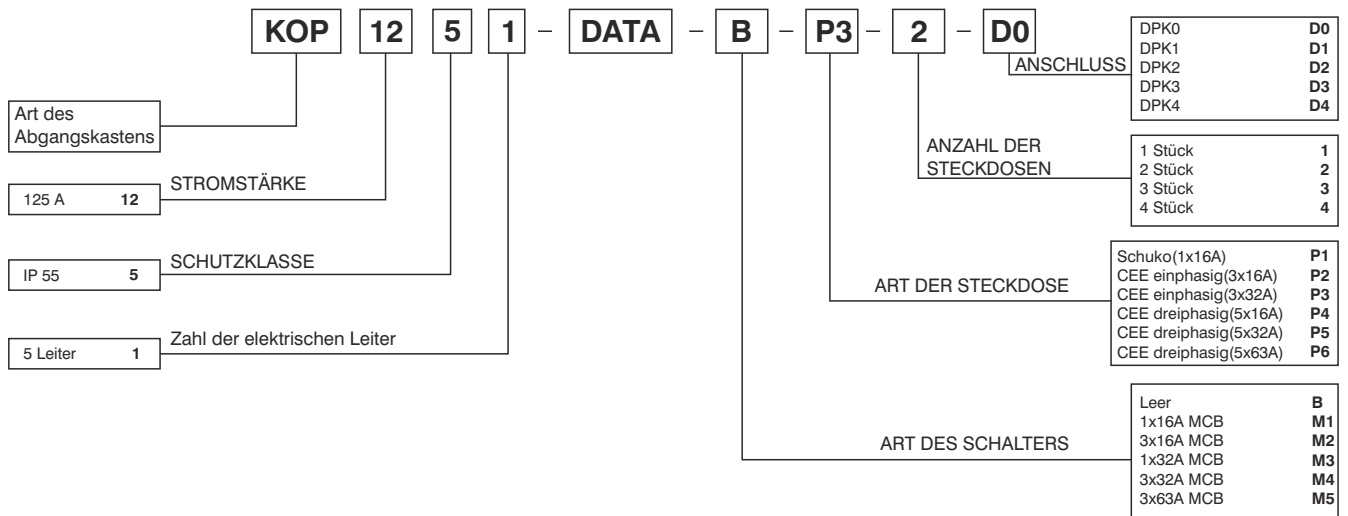 KOP 12 5 1 – DATA – B – P3 – 2 – D0
Art des
Abgangskastens
STROMSTÄRKE
125 A 12
SCHUTZKLASSE
IP 55 5
Zahl der elektrischen Leiter
5 Leiter 1
ANSCHLUSS
DPK0 D0
DPK1 D1
DPK2 D2
DPK3 D3
DPK4 D4
ANZAHL DER
STECKDOSEN
1 Stück 1
2 Stück 2
3 Stück 3
4 Stück 4
ART DER STECKDOSE
Schuko(1x16A) P1
CEE einphasig(3x16A) P2
CEE einphasig(3x32A) P3
CEE dreiphasig(5x16A) P4
CEE dreiphasig(5x32A) P5
CEE dreiphasig(5x63A) P6
ART DES SCHALTERS
Leer B
1x16A MCB M1
3x16A MCB M2
1x32A MCB M3
3x32A MCB M4
3x63A MCB M5